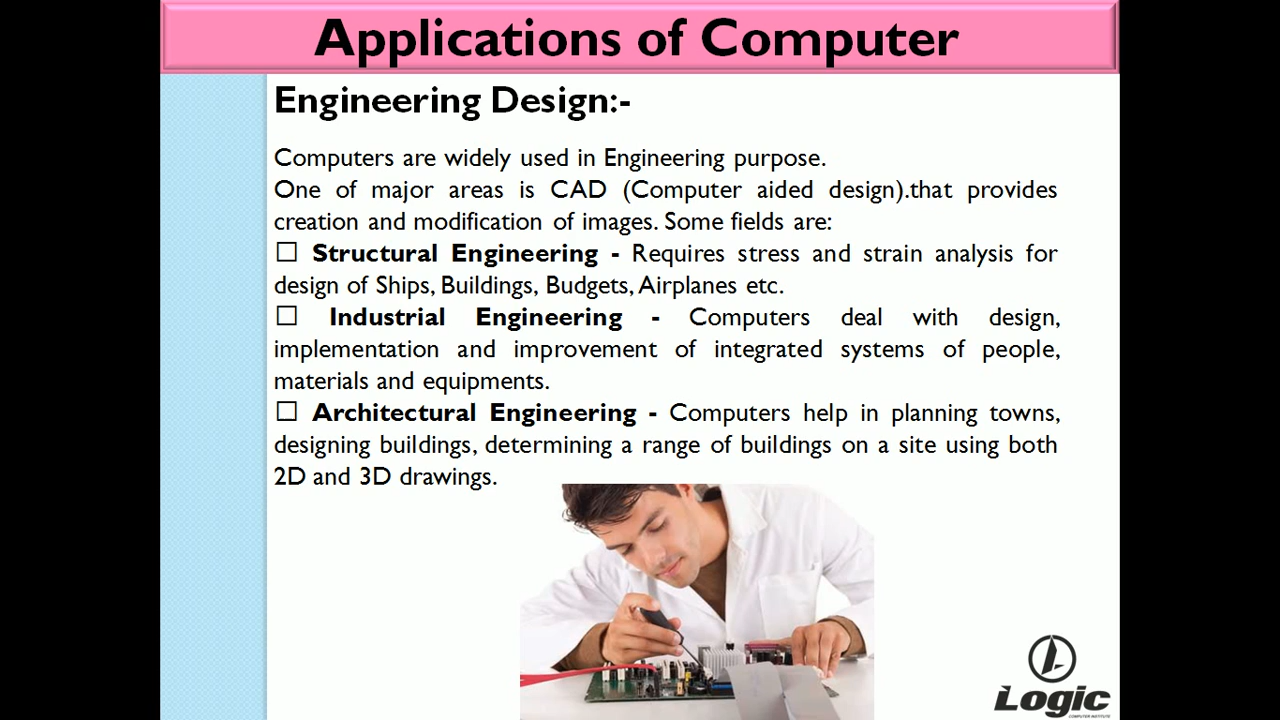 Applications of Computer
Engineering Design:-
Computers are widely used in Engineering purpose.
One of major areas is CAD (Computer aided design).that provides
creation and modification of images. Some fields are:
☐ Structural Engineering - Requires stress and strain analysis for
design of Ships, Buildings, Budgets, Airplanes etc.
☐ Industrial Engineering - Computers deal with design,
implementation and improvement of integrated systems of people,
materials and equipments.
☐ Architectural Engineering - Computers help in planning towns,
designing buildings, determining a range of buildings on a site using both
2D and 3D drawings.
Logic
COMPUTER INSTITUTE